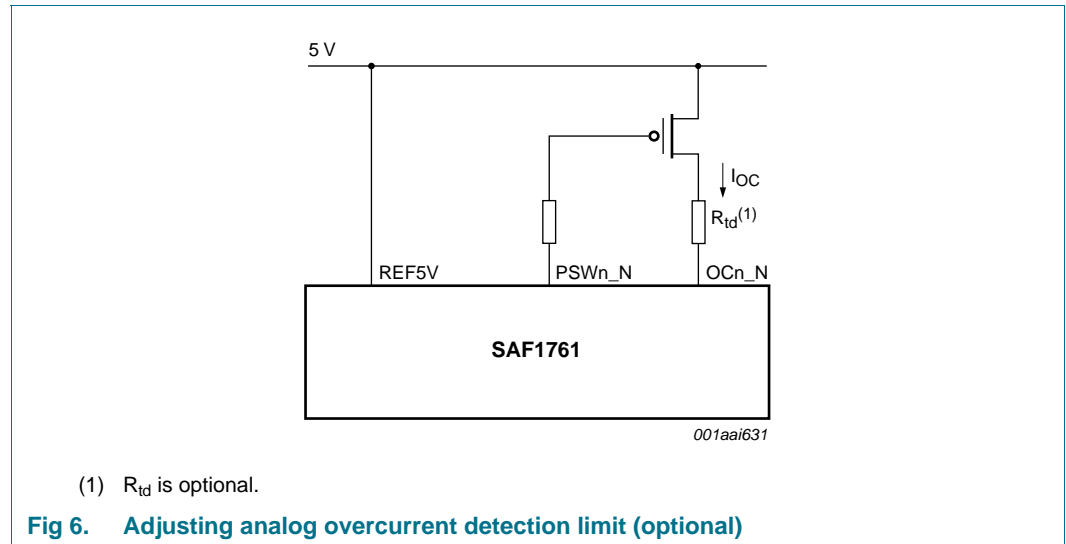 5 V
I_OC
R_td(1)
REF5V PSWn_N OCn_N
SAF1761
001aai631
(1) R_td is optional.
Fig 6. Adjusting analog overcurrent detection limit (optional)